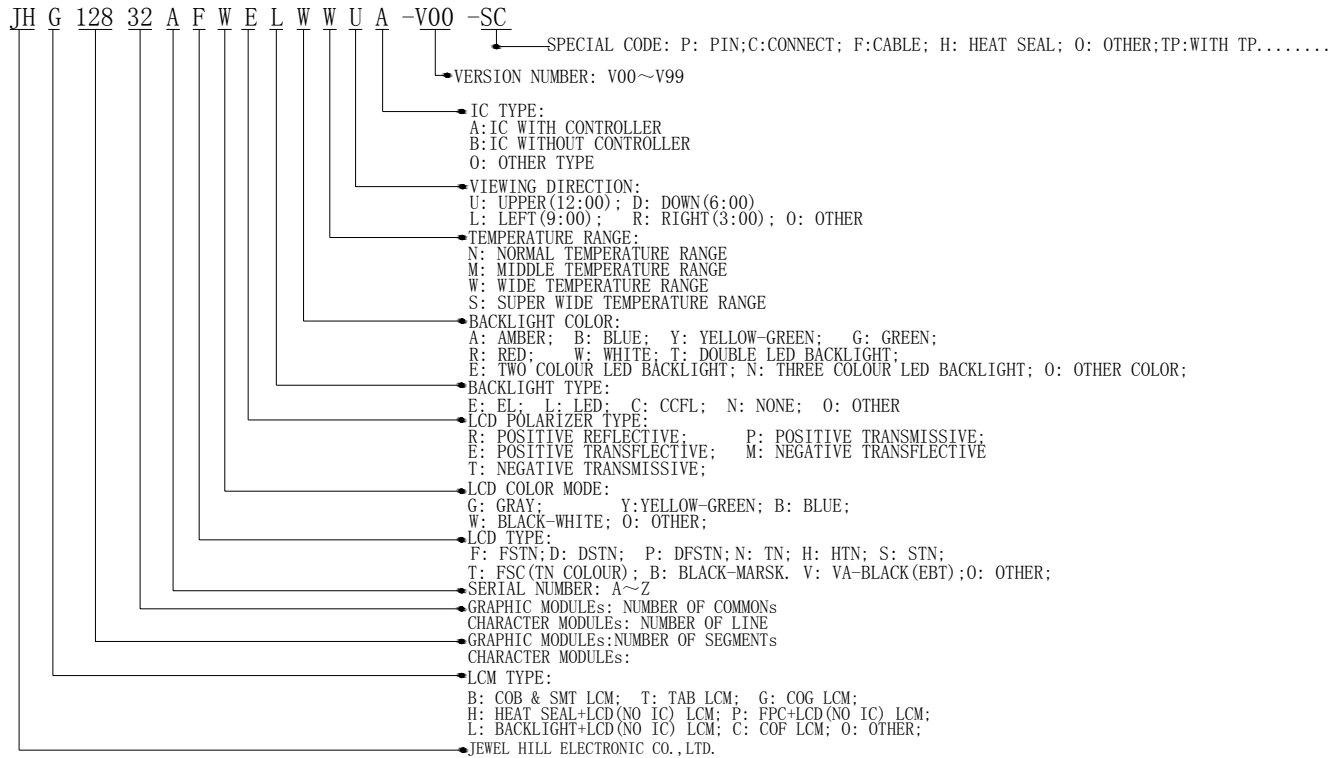 JH G 128 32 A F W E L W W U A -V00 -SC
SPECIAL CODE: P: PIN;C:CONNECT; F:CABLE; H: HEAT SEAL; O: OTHER;TP:WITH TP........
VERSION NUMBER: V00～V99
IC TYPE:
A:IC WITH CONTROLLER
B:IC WITHOUT CONTROLLER
O: OTHER TYPE
VIEWING DIRECTION:
U: UPPER(12:00); D: DOWN(6:00)
L: LEFT(9:00); R: RIGHT(3:00); O: OTHER
TEMPERATURE RANGE:
N: NORMAL TEMPERATURE RANGE
M: MIDDLE TEMPERATURE RANGE
W: WIDE TEMPERATURE RANGE
S: SUPER WIDE TEMPERATURE RANGE
BACKLIGHT COLOR:
A: AMBER; B: BLUE; Y: YELLOW-GREEN; G: GREEN;
R: RED; W: WHITE; T: DOUBLE LED BACKLIGHT;
E: TWO COLOUR LED BACKLIGHT; N: THREE COLOUR LED BACKLIGHT; O: OTHER COLOR;
BACKLIGHT TYPE:
E: EL; L: LED; C: CCFL; N: NONE; O: OTHER
LCD POLARIZER TYPE:
R: POSITIVE REFLECTIVE; P: POSITIVE TRANSMISSIVE;
E: POSITIVE TRANSFLECTIVE; M: NEGATIVE TRANSFLECTIVE
T: NEGATIVE TRANSMISSIVE;
LCD COLOR MODE:
G: GRAY; Y:YELLOW-GREEN; B: BLUE;
W: BLACK-WHITE; O: OTHER;
LCD TYPE:
F: FSTN;D: DSTN; P: DFSTN;N: TN; H: HTN; S: STN;
T: FSC(TN COLOUR); B: BLACK-MARSK. V: VA-BLACK(EBT);O: OTHER;
SERIAL NUMBER: A～Z
GRAPHIC MODULEs: NUMBER OF COMMONs
CHARACTER MODULEs: NUMBER OF LINE
GRAPHIC MODULEs:NUMBER OF SEGMENTs
CHARACTER MODULEs:
LCM TYPE:
B: COB & SMT LCM; T: TAB LCM; G: COG LCM;
H: HEAT SEAL+LCD(NO IC) LCM; P: FPC+LCD(NO IC) LCM;
L: BACKLIGHT+LCD(NO IC) LCM; C: COF LCM; O: OTHER;
JEWEL HILL ELECTRONIC CO.,LTD.